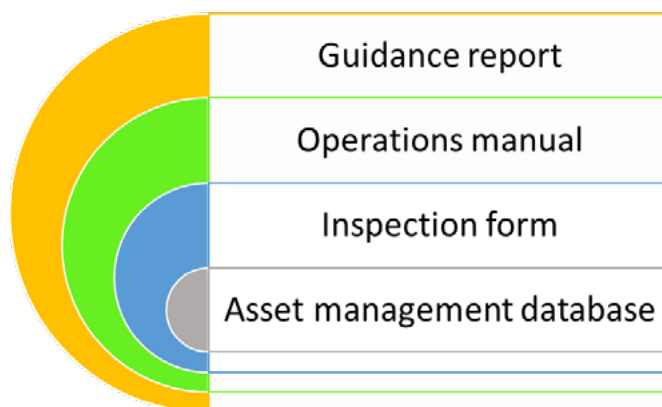 Guidance report
Operations manual
Inspection form
Asset management database